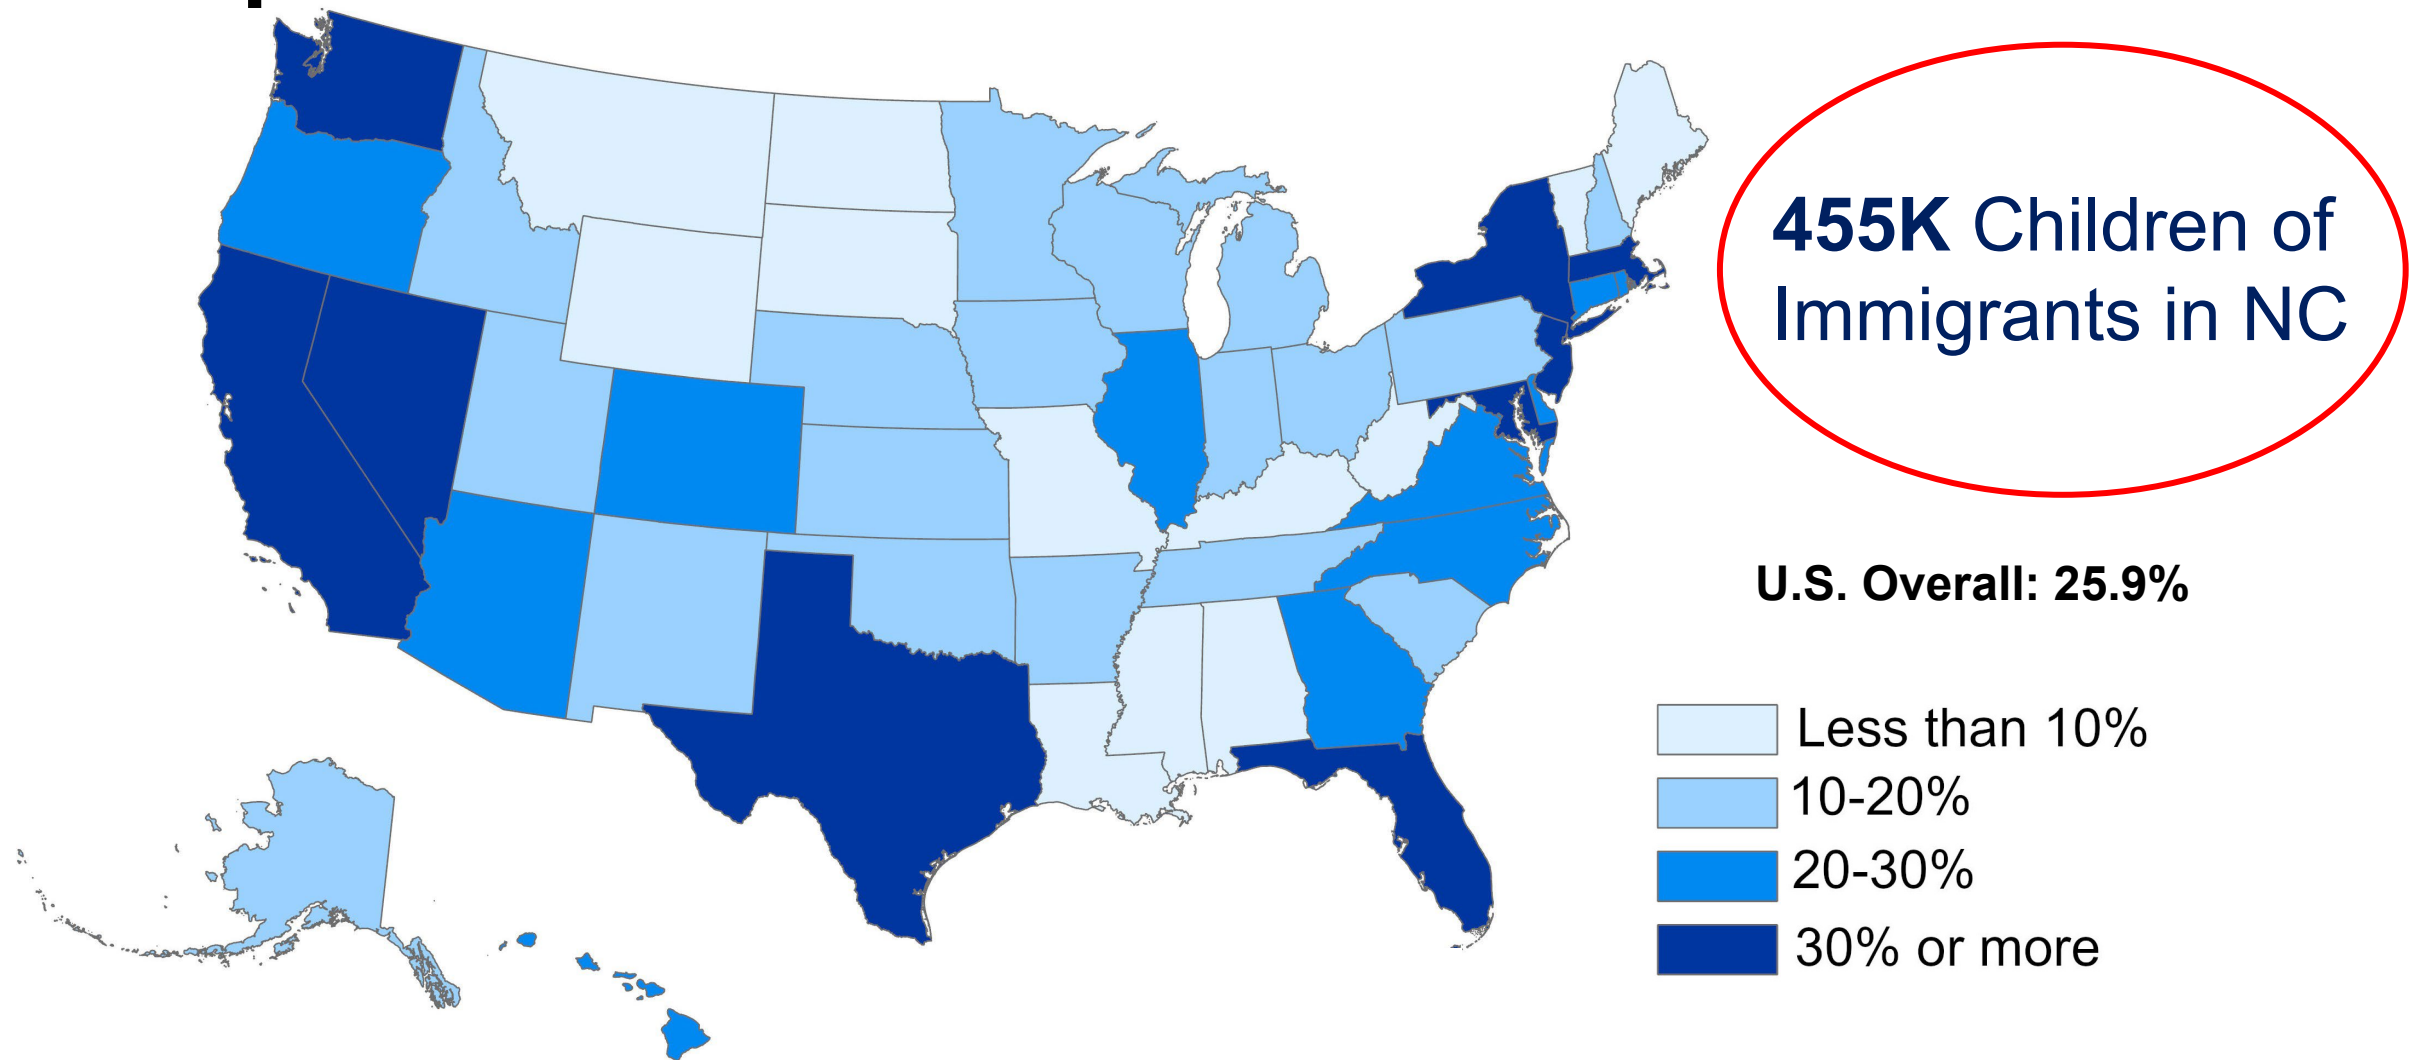 455K Children of
Immigrants in NC
U.S. Overall: 25.9%
Less than 10%
10-20%
20-30%
30% or more